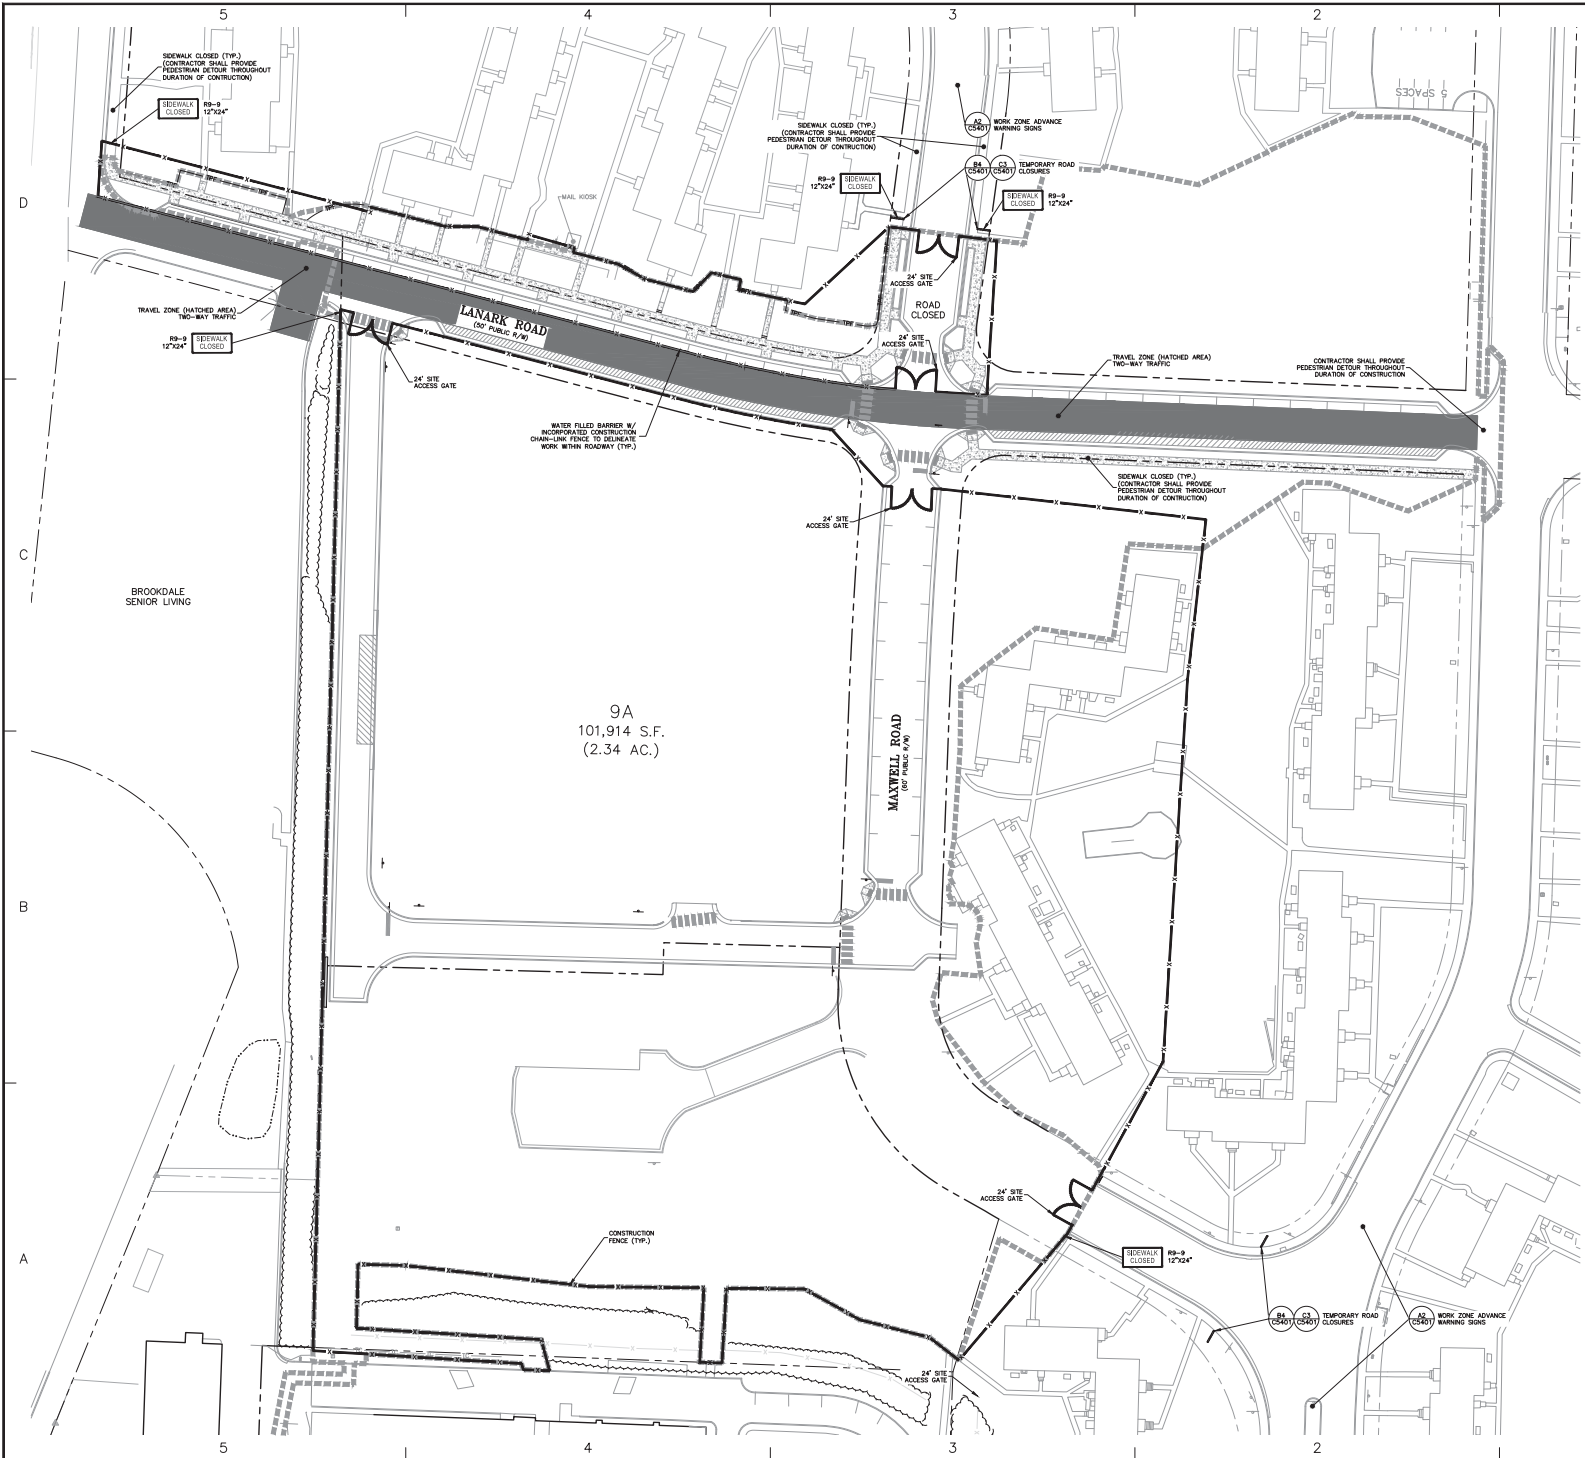 5
4
3
2
SIDEWALK CLOSED (TYP.)
(CONTRACTOR SHALL PROVIDE
PEDESTRIAN DETOUR THROUGHOUT
DURATION OF CONTRUCTION)
SIDEWALK
CLOSED
R9-9
12"X24"
5 SPACES
A2
C5401
WORK ZONE ADVANCE
WARNING SIGNS
SIDEWALK CLOSED (TYP.)
(CONTRACTOR SHALL PROVIDE
PEDESTRIAN DETOUR THROUGHOUT
DURATION OF CONTRUCTION)
B4
C5401
C3
C5401
TEMPORARY ROAD
CLOSURES
R9-9
12"X24"
SIDEWALK
CLOSED
SIDEWALK
CLOSED
R9-9
12"X24"
D
MAIL KIOSK
24' SITE
ACCESS GATE
ROAD
CLOSED
TRAVEL ZONE (HATCHED AREA)
TWO-WAY TRAFFIC
LANARK ROAD
(50' PUBLIC R/W)
R9-9
12"X24"
SIDEWALK
CLOSED
24' SITE
ACCESS GATE
24' SITE
ACCESS GATE
TRAVEL ZONE (HATCHED AREA)
TWO-WAY TRAFFIC
CONTRACTOR SHALL PROVIDE
PEDESTRIAN DETOUR THROUGHOUT
DURATION OF CONSTRUCTION
WATER FILLED BARRIER W/
INCORPORATED CONSTRUCTION
CHAIN-LINK FENCE TO DELINEATE
WORK WITHIN ROADWAY (TYP.)
SIDEWALK CLOSED (TYP.)
(CONTRACTOR SHALL PROVIDE
PEDESTRIAN DETOUR THROUGHOUT
DURATION OF CONSTRUCTION)
24' SITE
ACCESS GATE
C
BROOKDALE
SENIOR LIVING
9A
101,914 S.F.
(2.34 AC.)
MAXWELL ROAD
(60' PUBLIC R/W)
B
24' SITE
ACCESS GATE
CONSTRUCTION
FENCE (TYP.)
SIDEWALK
CLOSED
R9-9
12"X24"
A
B4
C5401
C3
C5401
TEMPORARY ROAD
CLOSURES
A2
C5401
WORK ZONE ADVANCE
WARNING SIGNS
24' SITE
ACCESS GATE
5
4
3
2